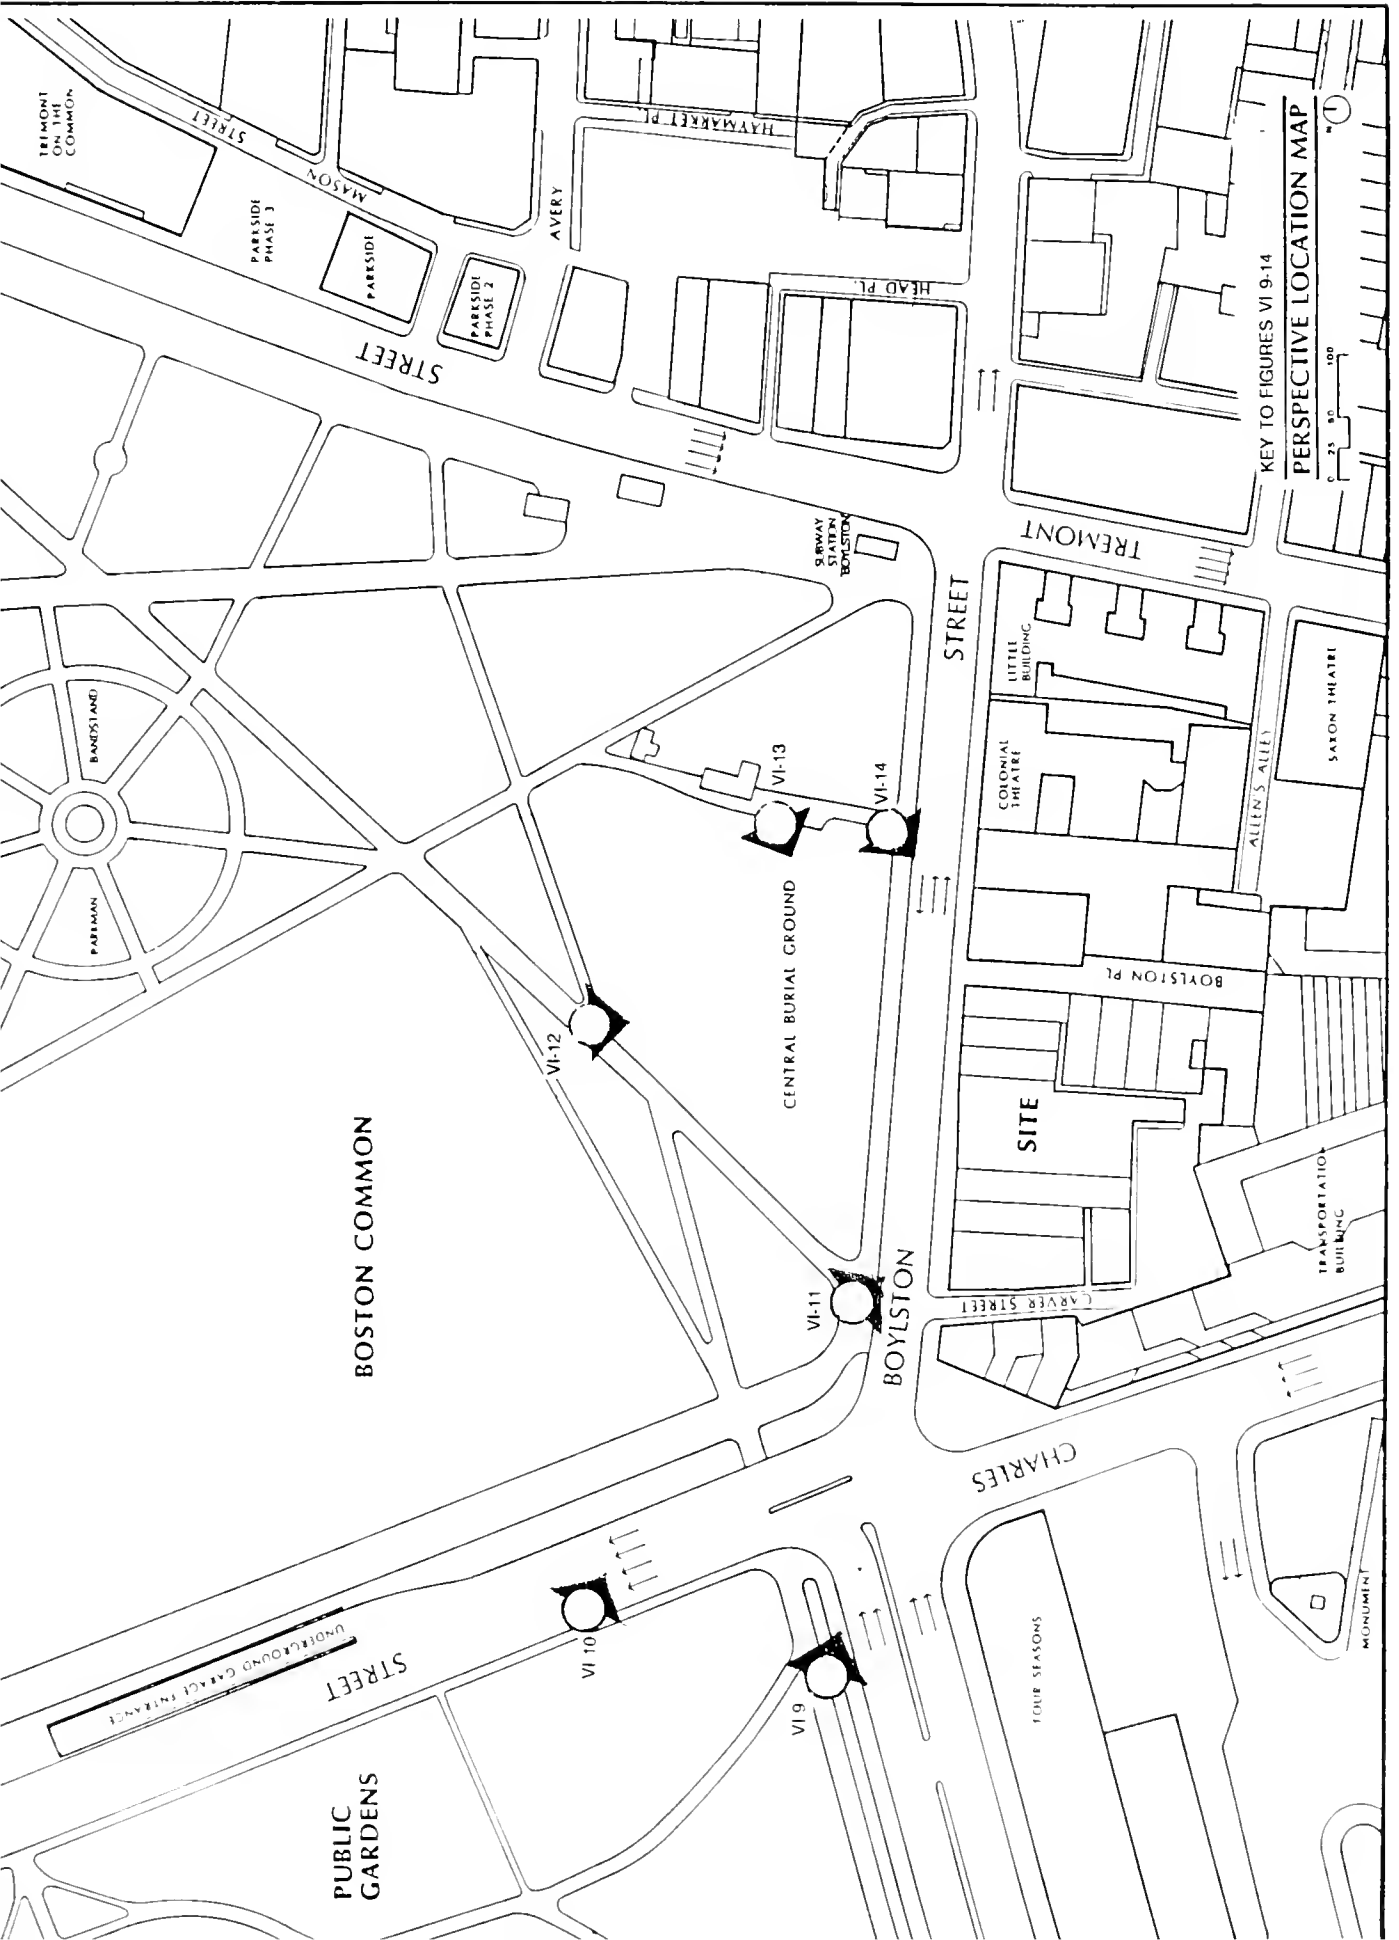 TREMONT
ON THE
COMMON
STREET
MASON
PARKSIDE
PHASE 3
PARKSIDE
PARKSIDE
PHASE 2
AVERY
HAYMARKET PL.
HEAD PL.
STREET
SUBWAY
STATION
BOYLSTON
TREMONT
STREET
BANDSTAND
PARKMAN
LITTLE
BUILDING
COLONIAL
THEATRE
ALLEN'S ALLEY
SAXON THEATRE
VI-13
VI-14
CENTRAL BURIAL GROUND
BOYLSTON PL
VI-12
BOSTON COMMON
SITE
VI-11
BOYLSTON
CARVER STREET
TRANSPORTATION
BUILDING
CHARLES
UNDERGROUND GARAGE ENTRANCE
STREET
VI 10
VI 9
FOUR SEASONS
MONUMENT
PUBLIC
GARDENS
KEY TO FIGURES VI 9-14
PERSPECTIVE LOCATION MAP
0 25 50 100
N